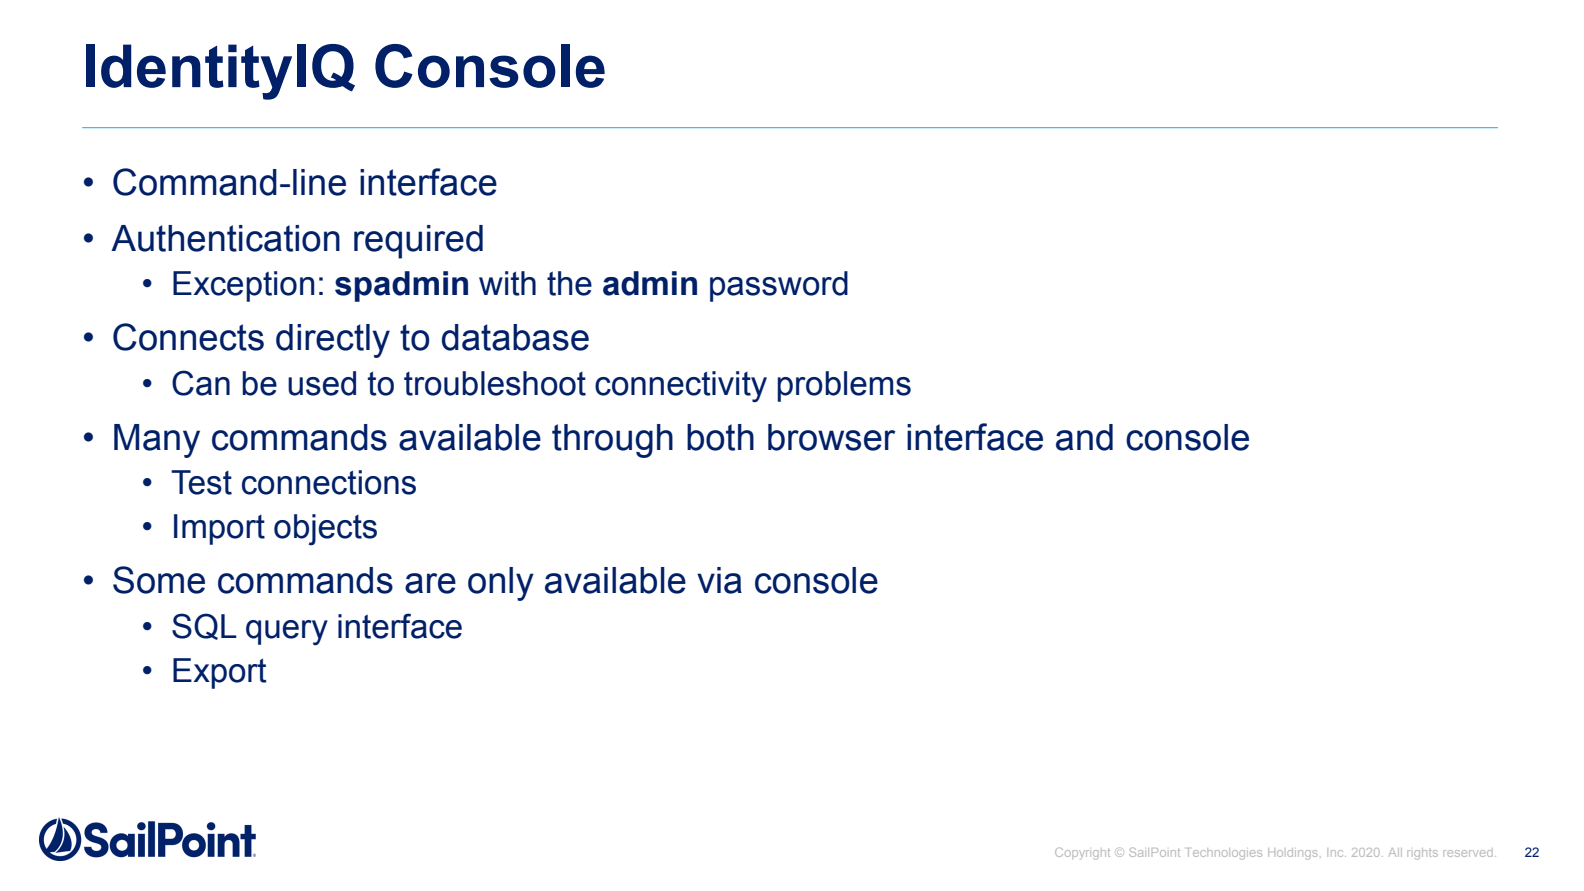 IdentityIQ Console
• Command-line interface
• Authentication required
• Exception: spadmin with the admin password
• Connects directly to database
• Can be used to troubleshoot connectivity problems
• Many commands available through both browser interface and console
• Test connections
• Import objects
• Some commands are only available via console
• SQL query interface
• Export
SailPoint
Copyright © SailPoint Technologies Holdings, Inc. 2020. All rights reserved. 22